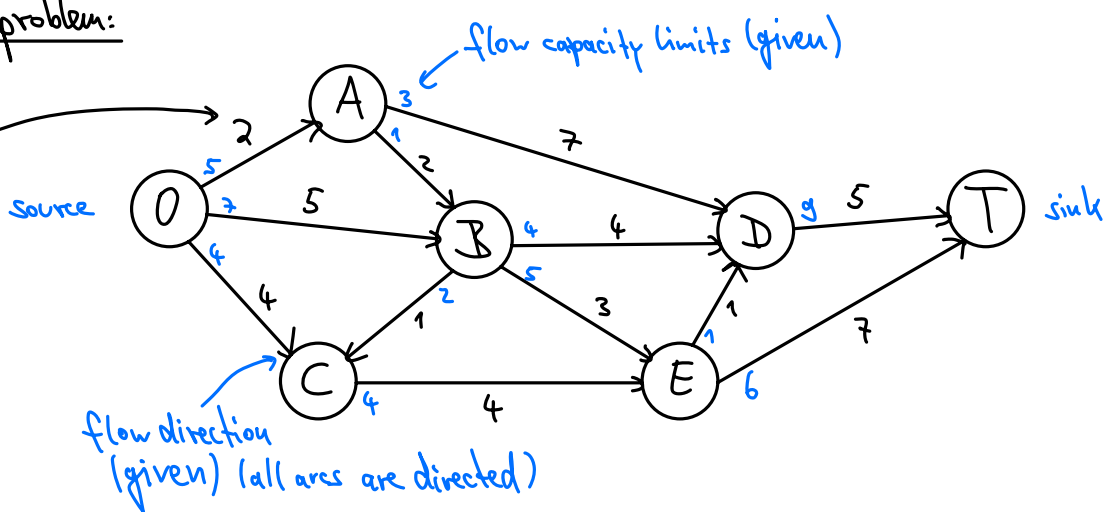 problem:
flow capacity limits (given)
A
3
1
2
7
5
source
O
7
5
2
4
B
4
4
5
D
9
5
T
sink
4
2
1
3
1
1
7
C
4
4
E
6
flow direction
(given) (all arcs are directed)